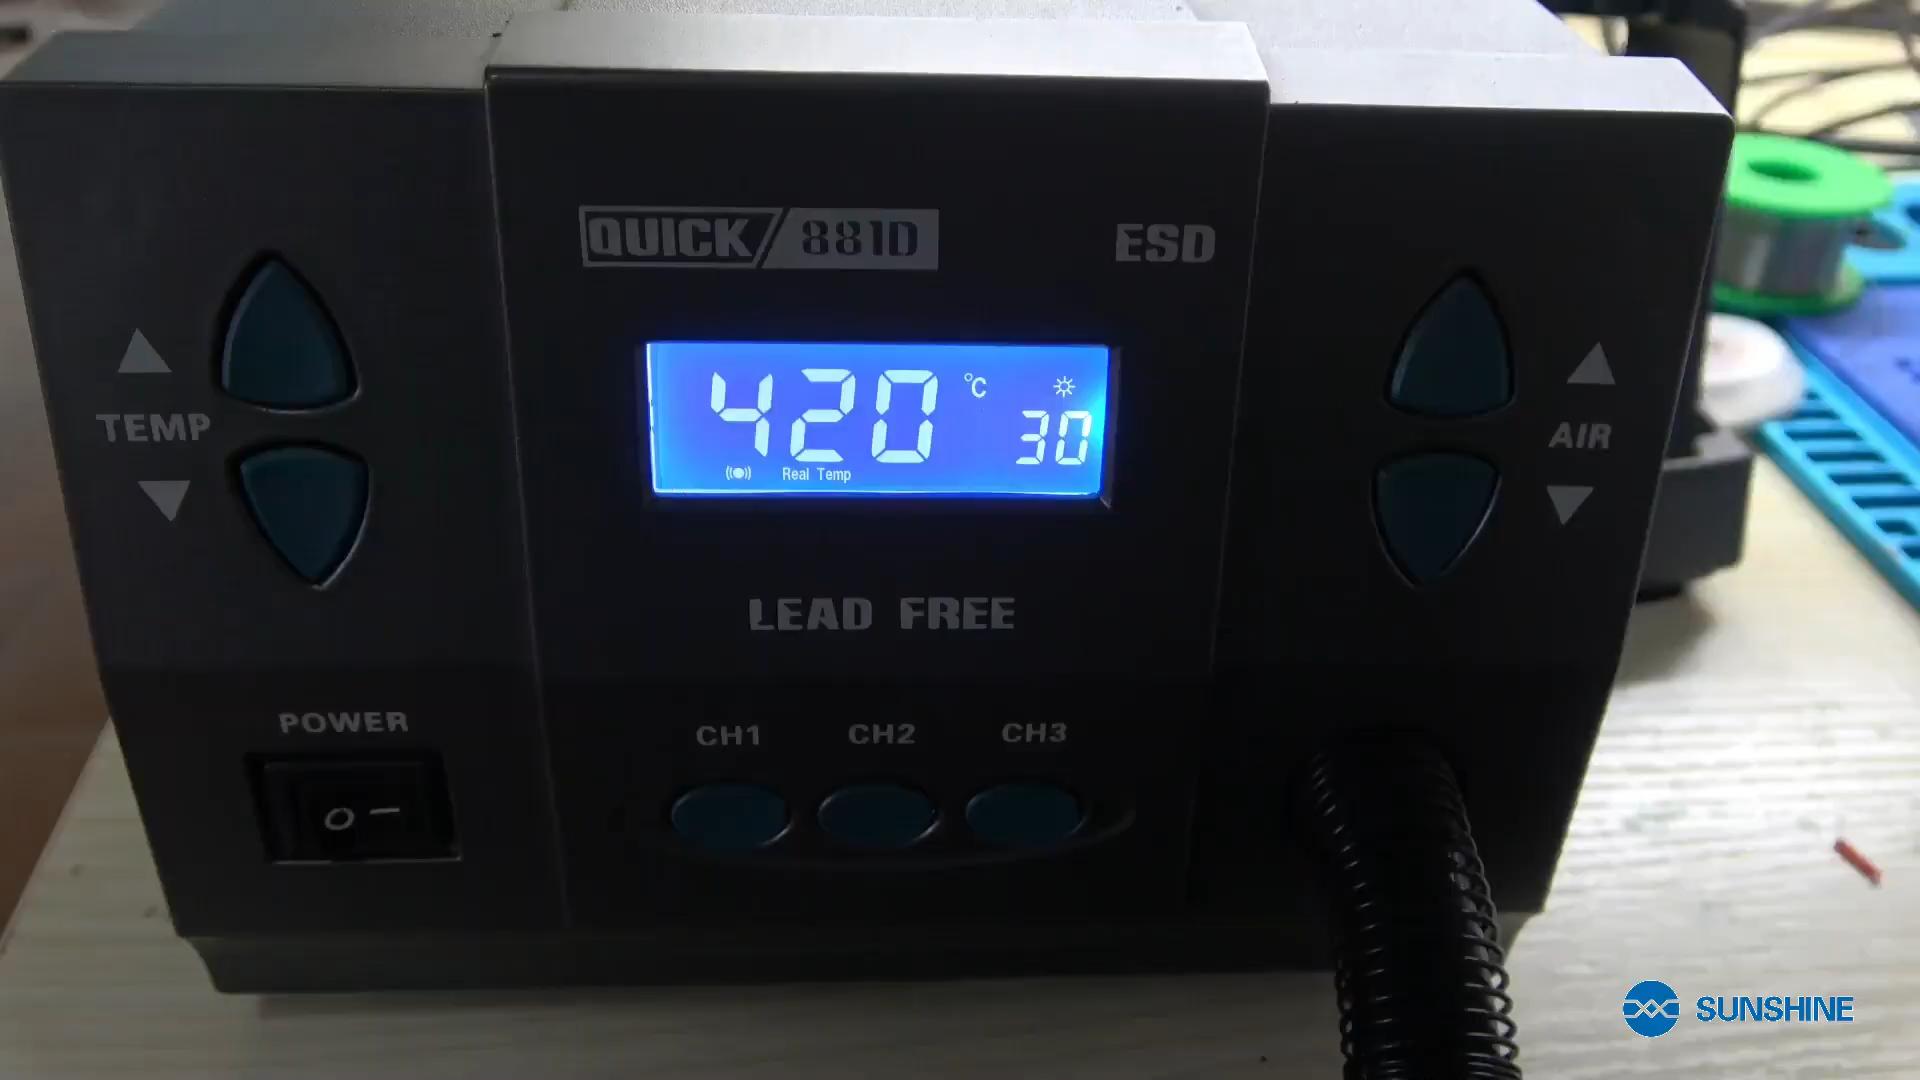 QUICK 881D
ESD
TEMP
420 °C 30
Real Temp
AIR
LEAD FREE
POWER
CH1 CH2 CH3
O –
SUNSHINE